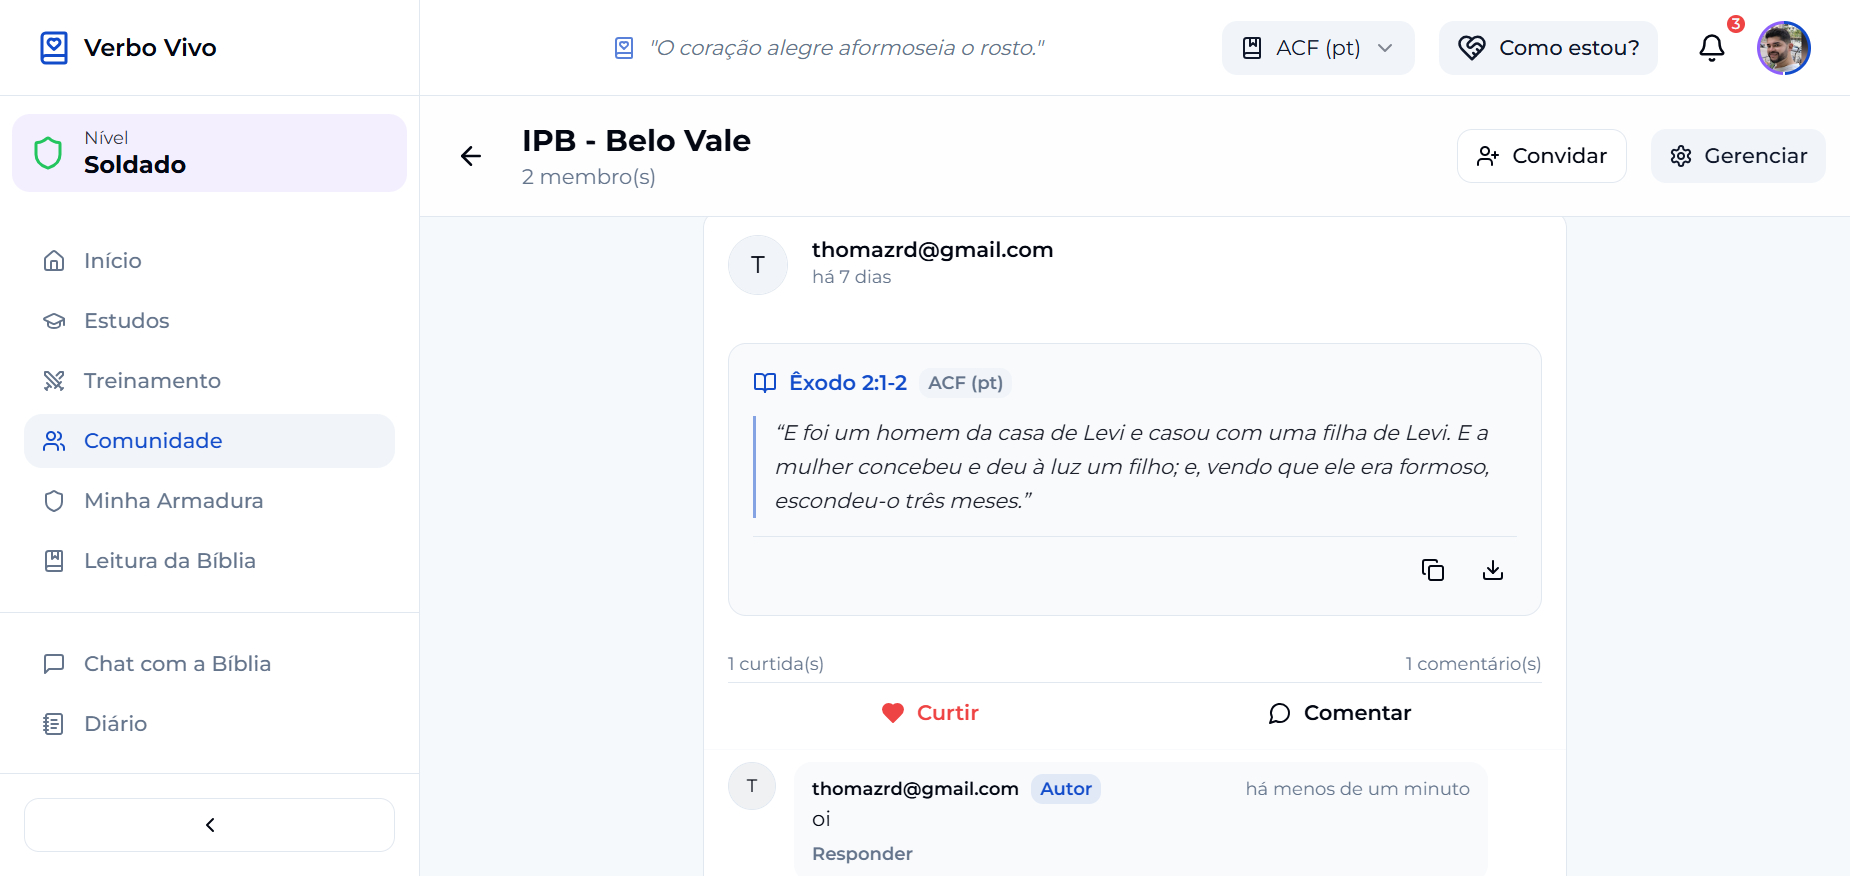 Verbo Vivo
"O coração alegre aformoseia o rosto."
ACF (pt)
Como estou?
3
Nível
Soldado
Início
Estudos
Treinamento
Comunidade
Minha Armadura
Leitura da Bíblia
Chat com a Bíblia
Diário
IPB - Belo Vale
2 membro(s)
Convidar
Gerenciar
T
thomazrd@gmail.com
há 7 dias
Êxodo 2:1-2 ACF (pt)
“E foi um homem da casa de Levi e casou com uma filha de Levi. E a
mulher concebeu e deu à luz um filho; e, vendo que ele era formoso,
escondeu-o três meses.”
1 curtida(s)
1 comentário(s)
Curtir
Comentar
T
thomazrd@gmail.com Autor
há menos de um minuto
oi
Responder